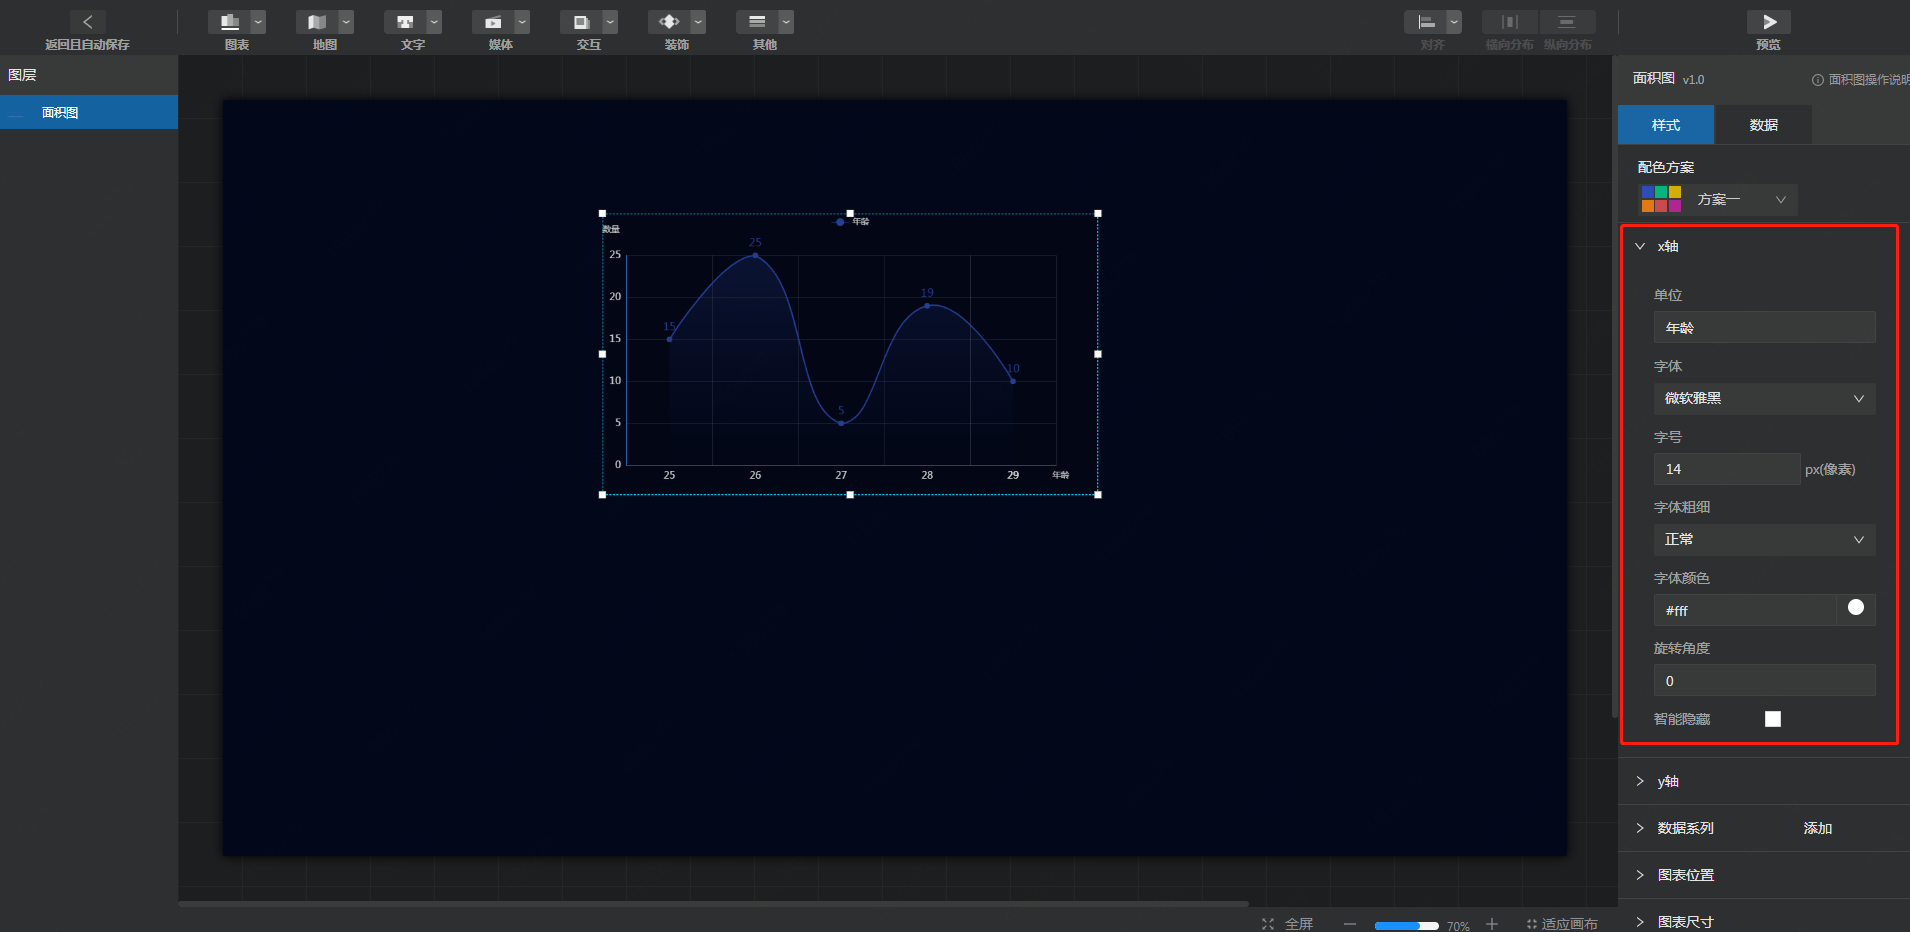 返回且自动保存
图表
地图
文字
媒体
交互
装饰
其他
对齐
横向分布
纵向分布
预览
图层
面积图
年龄
数量
25
20
15
10
5
0
15
25
5
19
10
25 26 27 28 29 年龄
面积图 v1.0
面积图操作说明
样式 数据
配色方案
方案一
x轴
单位
年龄
字体
微软雅黑
字号
14 px(像素)
字体粗细
正常
字体颜色
#fff
旋转角度
0
智能隐藏
y轴
数据系列 添加
图表位置
图表尺寸
全屏 70% 适应画布